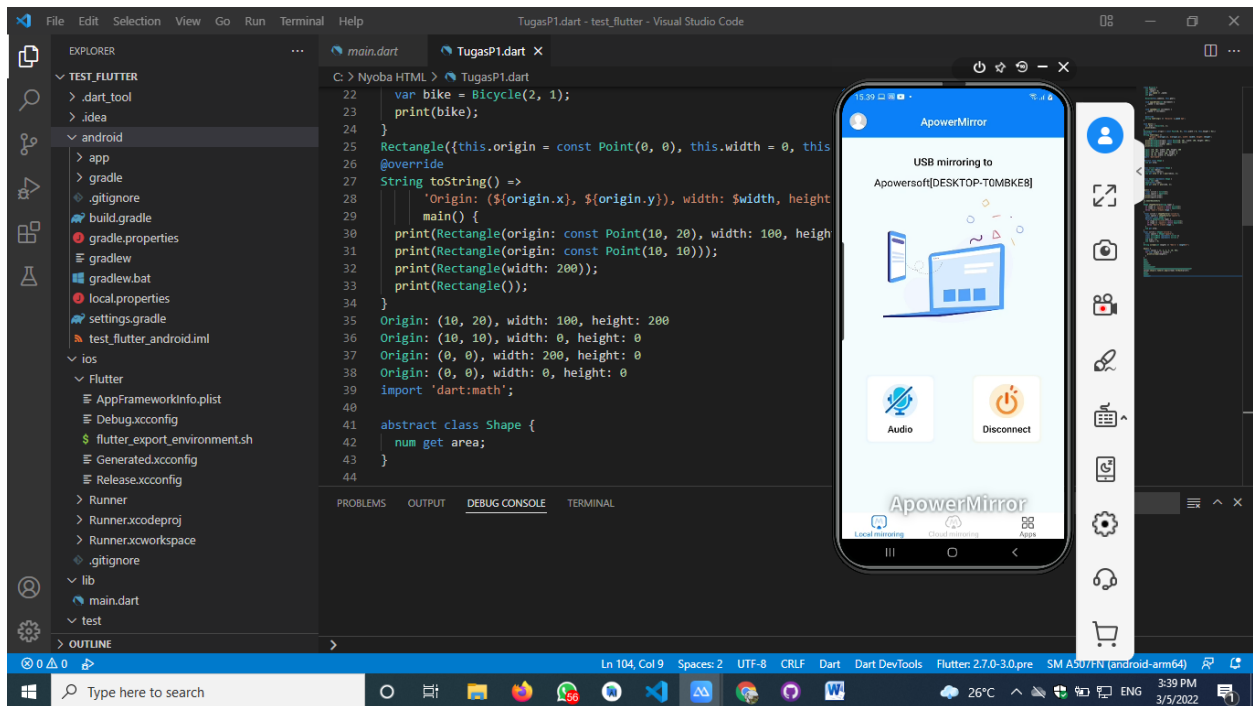 File Edit Selection View Go Run Terminal Help TugasP1.dart - test_flutter - Visual Studio Code
EXPLORER
TEST_FLUTTER
.dart_tool
.idea
android
app
gradle
.gitignore
build.gradle
gradle.properties
gradlew
gradlew.bat
local.properties
settings.gradle
test_flutter_android.iml
ios
Flutter
AppFrameworkInfo.plist
Debug.xcconfig
flutter_export_environment.sh
Generated.xcconfig
Release.xcconfig
Runner
Runner.xcodeproj
Runner.xcworkspace
.gitignore
lib
main.dart
test
OUTLINE
main.dart TugasP1.dart
C: > Nyoba HTML > TugasP1.dart
22 var bike = Bicycle(2, 1);
23 print(bike);
24 }
25 Rectangle({this.origin = const Point(0, 0), this.width = 0, this
26 @override
27 String toString() =>
28 'Origin: (${origin.x}, ${origin.y}), width: $width, height
29 main() {
30 print(Rectangle(origin: const Point(10, 20), width: 100, heigh
31 print(Rectangle(origin: const Point(10, 10)));
32 print(Rectangle(width: 200));
33 print(Rectangle());
34 }
35 Origin: (10, 20), width: 100, height: 200
36 Origin: (10, 10), width: 0, height: 0
37 Origin: (0, 0), width: 200, height: 0
38 Origin: (0, 0), width: 0, height: 0
39 import 'dart:math';
40
41 abstract class Shape {
42 num get area;
43 }
44
PROBLEMS OUTPUT DEBUG CONSOLE TERMINAL
15.39
ApowerMirror
USB mirroring to
Apowersoft[DESKTOP-T0MBKE8]
Audio Disconnect
ApowerMirror
Local mirroring Cloud mirroring Apps
0 0 Ln 104, Col 9 Spaces: 2 UTF-8 CRLF Dart Dart DevTools Flutter: 2.7.0-3.0.pre SM A507FN (android-arm64)
Type here to search 56 26°C ENG 3:39 PM
3/5/2022 1